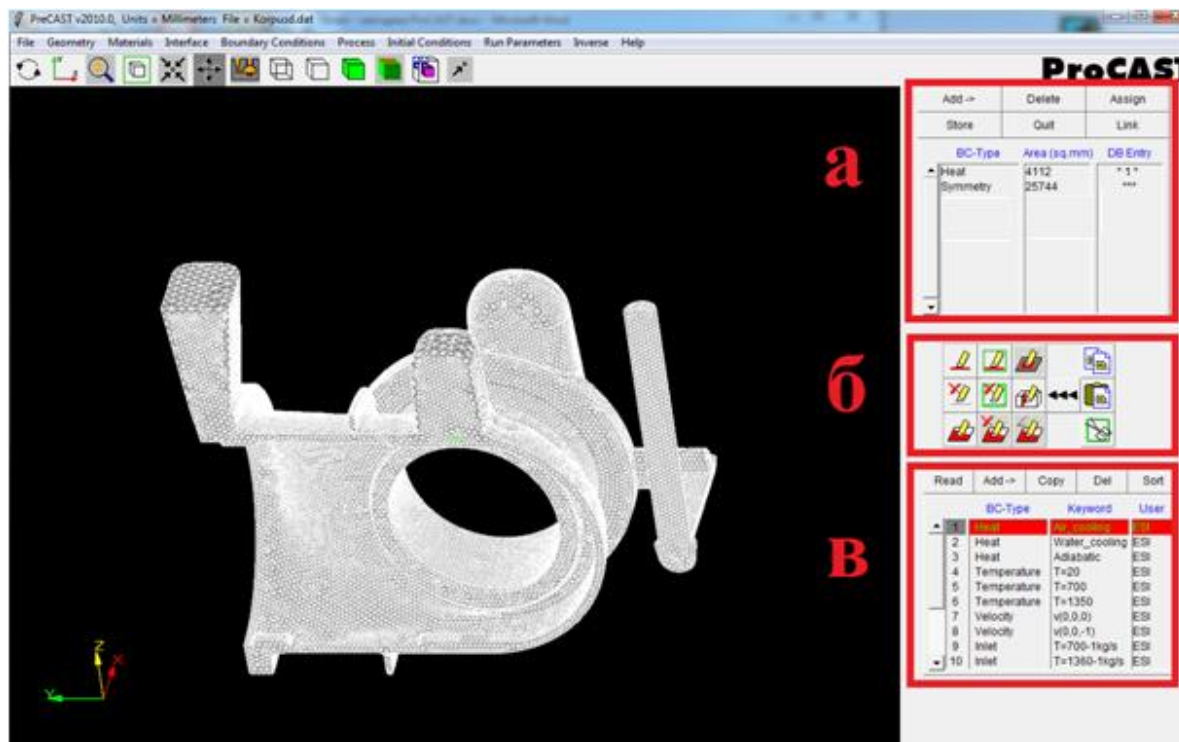 PreCAST v2010.0, Units = Millimeters File = Korpuod.dat
File Geometry Materials Interface Boundary Conditions Process Initial Conditions Run Parameters Inverse Help
ProCAST
Add -> Delete Assign
Store Quit Link
BC-Type Area (sq.mm) DB Entry
Heat 4112 * 1 *
Symmetry 25744 ***
а
б
Read Add -> Copy Del Sort
BC-Type Keyword User
1 Heat Air_cooling ESI
2 Heat Water_cooling ESI
3 Heat Adiabatic ESI
4 Temperature T=20 ESI
5 Temperature T=700 ESI
6 Temperature T=1350 ESI
7 Velocity v(0,0,0) ESI
8 Velocity v(0,0,-1) ESI
9 Inlet T=700-1kg/s ESI
10 Inlet T=1360-1kg/s ESI
в
Z
X
Y